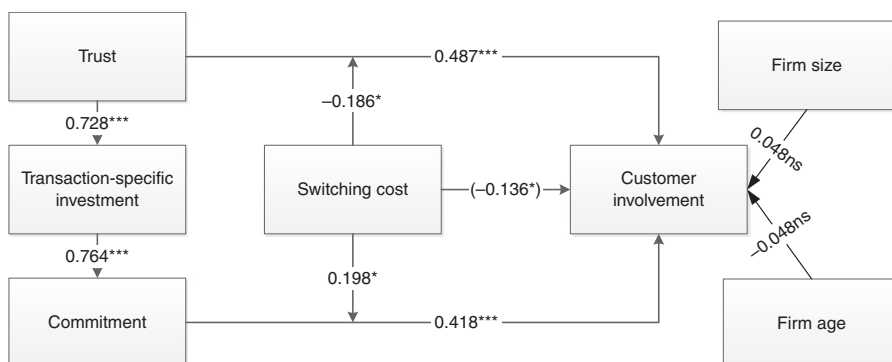 Trust
0.487***
Firm size
–0.186*
0.728***
0.048ns
Transaction-specific
investment
Switching cost
(–0.136*)
Customer
involvement
–0.048ns
0.764***
0.198*
Commitment
0.418***
Firm age